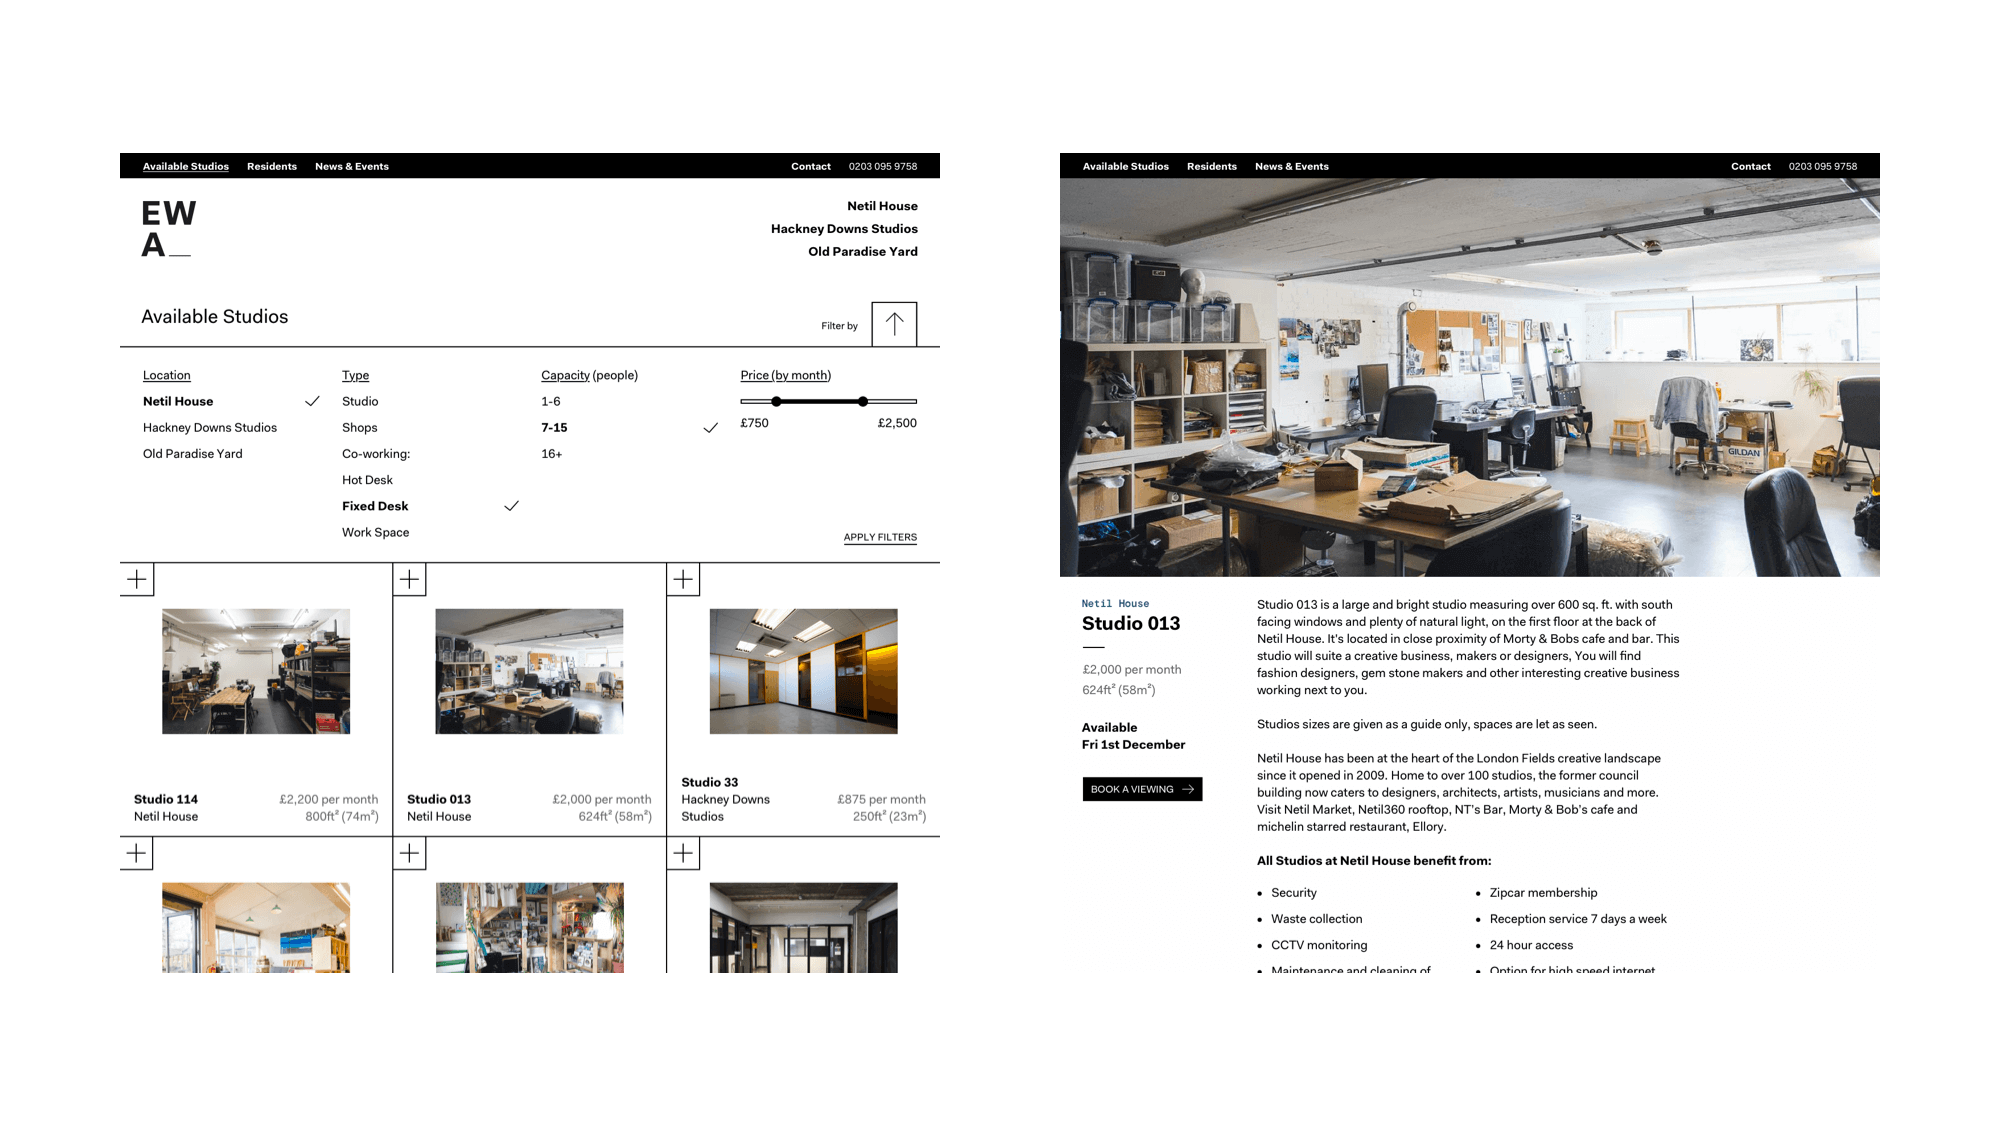 Available Studios Residents News & Events Contact 0203 095 9758
EW
A_
Netil House
Hackney Downs Studios
Old Paradise Yard
Available Studios
Filter by
Location
Netil House
Hackney Downs Studios
Old Paradise Yard
Type
Studio
Shops
Co-working:
Hot Desk
Fixed Desk
Work Space
Capacity (people)
1-6
7-15
16+
Price (by month)
£750 £2,500
APPLY FILTERS
Studio 114 £2,200 per month
Netil House 800ft² (74m²)
Studio 013 £2,000 per month
Netil House 624ft² (58m²)
Studio 33
Hackney Downs £875 per month
Studios 250ft² (23m²)
Available Studios Residents News & Events Contact 0203 095 9758
GILDAN
Netil House
Studio 013
£2,000 per month
624ft² (58m²)
Available
Fri 1st December
BOOK A VIEWING
Studio 013 is a large and bright studio measuring over 600 sq. ft. with south
facing windows and plenty of natural light, on the first floor at the back of
Netil House. It's located in close proximity of Morty & Bobs cafe and bar. This
studio will suite a creative business, makers or designers, You will find
fashion designers, gem stone makers and other interesting creative business
working next to you.
Studios sizes are given as a guide only, spaces are let as seen.
Netil House has been at the heart of the London Fields creative landscape
since it opened in 2009. Home to over 100 studios, the former council
building now caters to designers, architects, artists, musicians and more.
Visit Netil Market, Netil360 rooftop, NT's Bar, Morty & Bob's cafe and
michelin starred restaurant, Ellory.
All Studios at Netil House benefit from:
• Security
• Waste collection
• CCTV monitoring
• Maintenance and cleaning of
• Zipcar membership
• Reception service 7 days a week
• 24 hour access
• Option for high speed internet